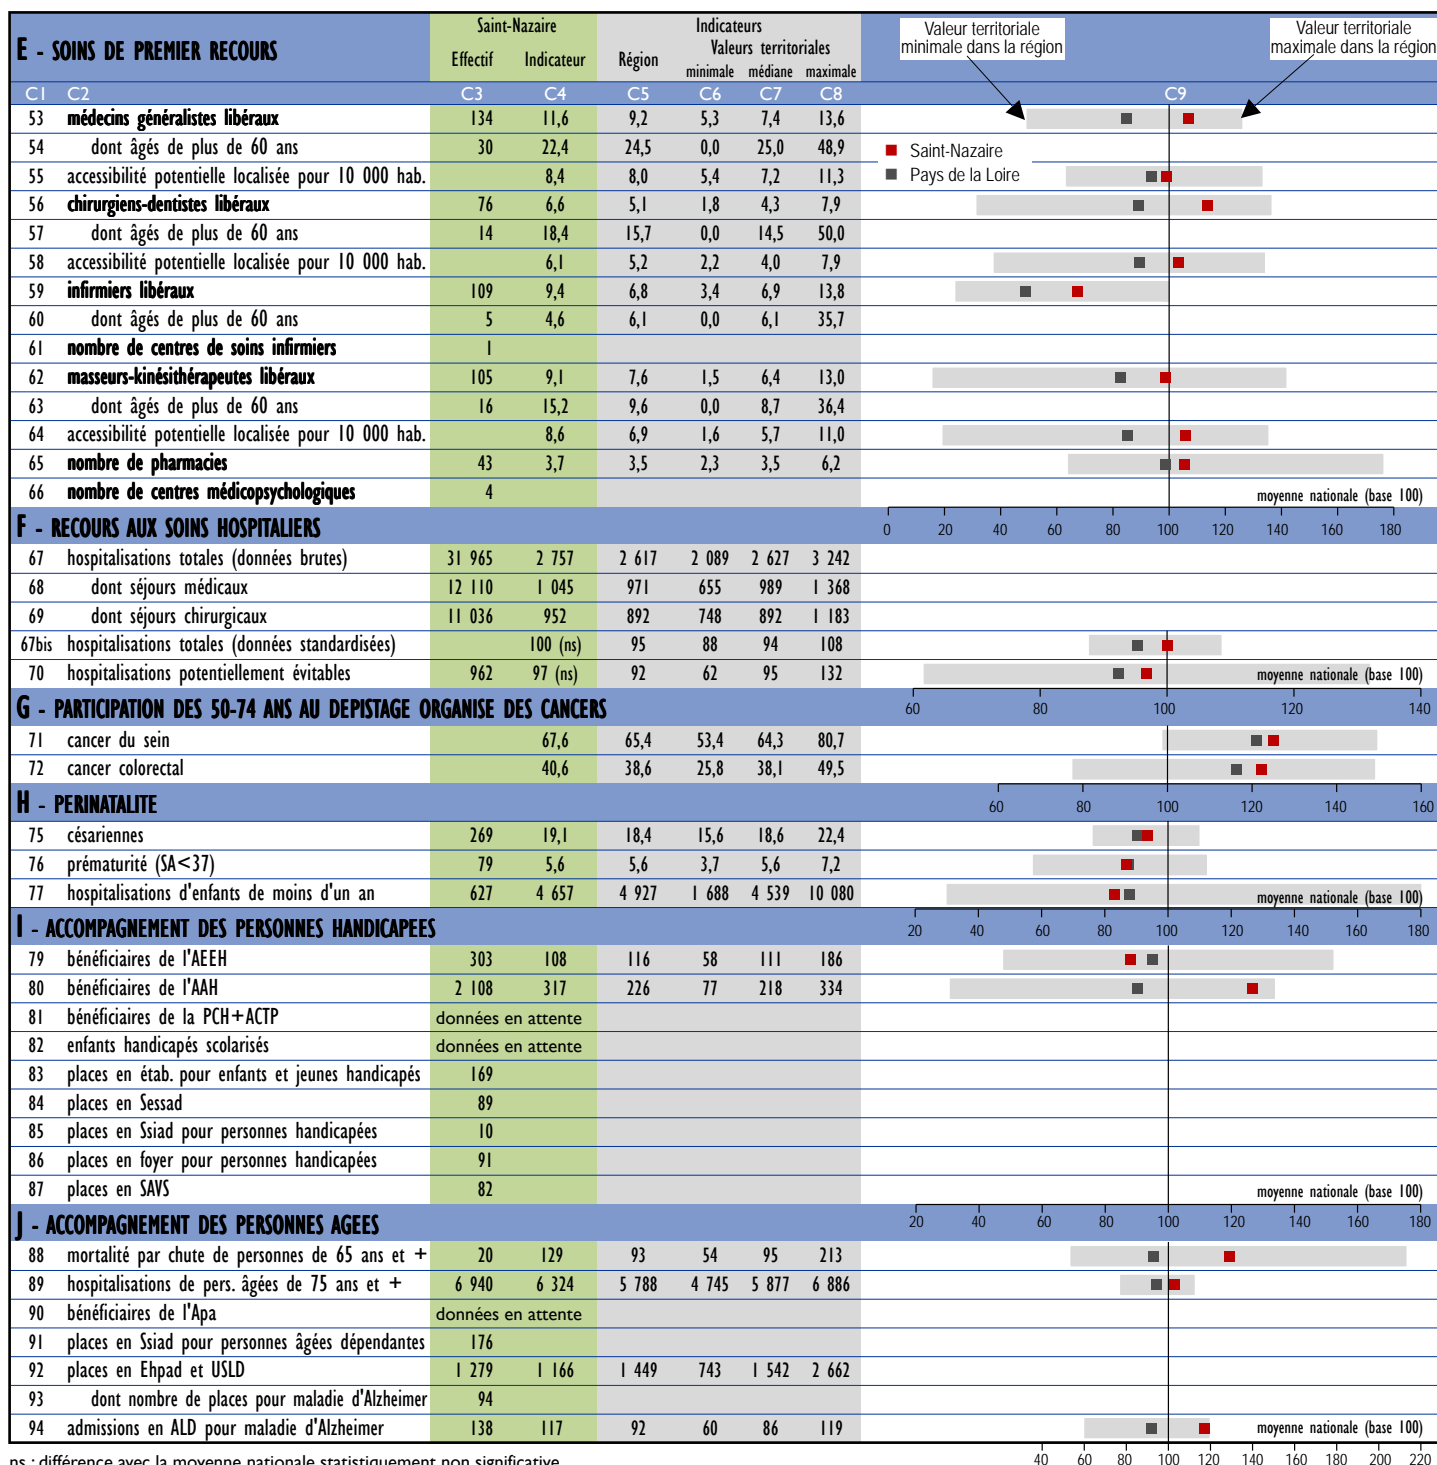 E - SOINS DE PREMIER RECOURS Saint-Nazaire Indicateurs
Effectif Indicateur Région Valeurs territoriales
minimale médiane maximale
Valeur territoriale minimale dans la région
Valeur territoriale maximale dans la région
C1 C2 C3 C4 C5 C6 C7 C8 C9
53 médecins généralistes libéraux 134 11,6 9,2 5,3 7,4 13,6
54 dont âgés de plus de 60 ans 30 22,4 24,5 0,0 25,0 48,9
Saint-Nazaire
Pays de la Loire
55 accessibilité potentielle localisée pour 10 000 hab. 8,4 8,0 5,4 7,2 11,3
56 chirurgiens-dentistes libéraux 76 6,6 5,1 1,8 4,3 7,9
57 dont âgés de plus de 60 ans 14 18,4 15,7 0,0 14,5 50,0
58 accessibilité potentielle localisée pour 10 000 hab. 6,1 5,2 2,2 4,0 7,9
59 infirmiers libéraux 109 9,4 6,8 3,4 6,9 13,8
60 dont âgés de plus de 60 ans 5 4,6 6,1 0,0 6,1 35,7
61 nombre de centres de soins infirmiers 1
62 masseurs-kinésithérapeutes libéraux 105 9,1 7,6 1,5 6,4 13,0
63 dont âgés de plus de 60 ans 16 15,2 9,6 0,0 8,7 36,4
64 accessibilité potentielle localisée pour 10 000 hab. 8,6 6,9 1,6 5,7 11,0
65 nombre de pharmacies 43 3,7 3,5 2,3 3,5 6,2
66 nombre de centres médicopsychologiques 4 moyenne nationale (base 100)
F - RECOURS AUX SOINS HOSPITALIERS 0 20 40 60 80 100 120 140 160 180
67 hospitalisations totales (données brutes) 31 965 2 757 2 617 2 089 2 627 3 242
68 dont séjours médicaux 12 110 1 045 971 655 989 1 368
69 dont séjours chirurgicaux 11 036 952 892 748 892 1 183
67bis hospitalisations totales (données standardisées) 100 (ns) 95 88 94 108
70 hospitalisations potentiellement évitables 962 97 (ns) 92 62 95 132 moyenne nationale (base 100)
G - PARTICIPATION DES 50-74 ANS AU DEPISTAGE ORGANISE DES CANCERS 60 80 100 120 140
71 cancer du sein 67,6 65,4 53,4 64,3 80,7
72 cancer colorectal 40,6 38,6 25,8 38,1 49,5
H - PERINATALITE 60 80 100 120 140 160
75 césariennes 269 19,1 18,4 15,6 18,6 22,4
76 prématurité (SA<37) 79 5,6 5,6 3,7 5,6 7,2
77 hospitalisations d'enfants de moins d'un an 627 4 657 4 927 1 688 4 539 10 080 moyenne nationale (base 100)
I - ACCOMPAGNEMENT DES PERSONNES HANDICAPEES 20 40 60 80 100 120 140 160 180
79 bénéficiaires de l'AEEH 303 108 116 58 111 186
80 bénéficiaires de l'AAH 2 108 317 226 77 218 334
81 bénéficiaires de la PCH+ACTP données en attente
82 enfants handicapés scolarisés données en attente
83 places en étab. pour enfants et jeunes handicapés 169
84 places en Sessad 89
85 places en Ssiad pour personnes handicapées 10
86 places en foyer pour personnes handicapées 91
87 places en SAVS 82 moyenne nationale (base 100)
J - ACCOMPAGNEMENT DES PERSONNES AGEES 20 40 60 80 100 120 140 160 180
88 mortalité par chute de personnes de 65 ans et + 20 129 93 54 95 213
89 hospitalisations de pers. âgées de 75 ans et + 6 940 6 324 5 788 4 745 5 877 6 886
90 bénéficiaires de l'Apa données en attente
91 places en Ssiad pour personnes âgées dépendantes 176
92 places en Ehpad et USLD 1 279 1 166 1 449 743 1 542 2 662
93 dont nombre de places pour maladie d'Alzheimer 94
94 admissions en ALD pour maladie d'Alzheimer 138 117 92 60 86 119 moyenne nationale (base 100)
40 60 80 100 120 140 160 180 200 220
ns : différence avec la moyenne nationale statistiquement non significative